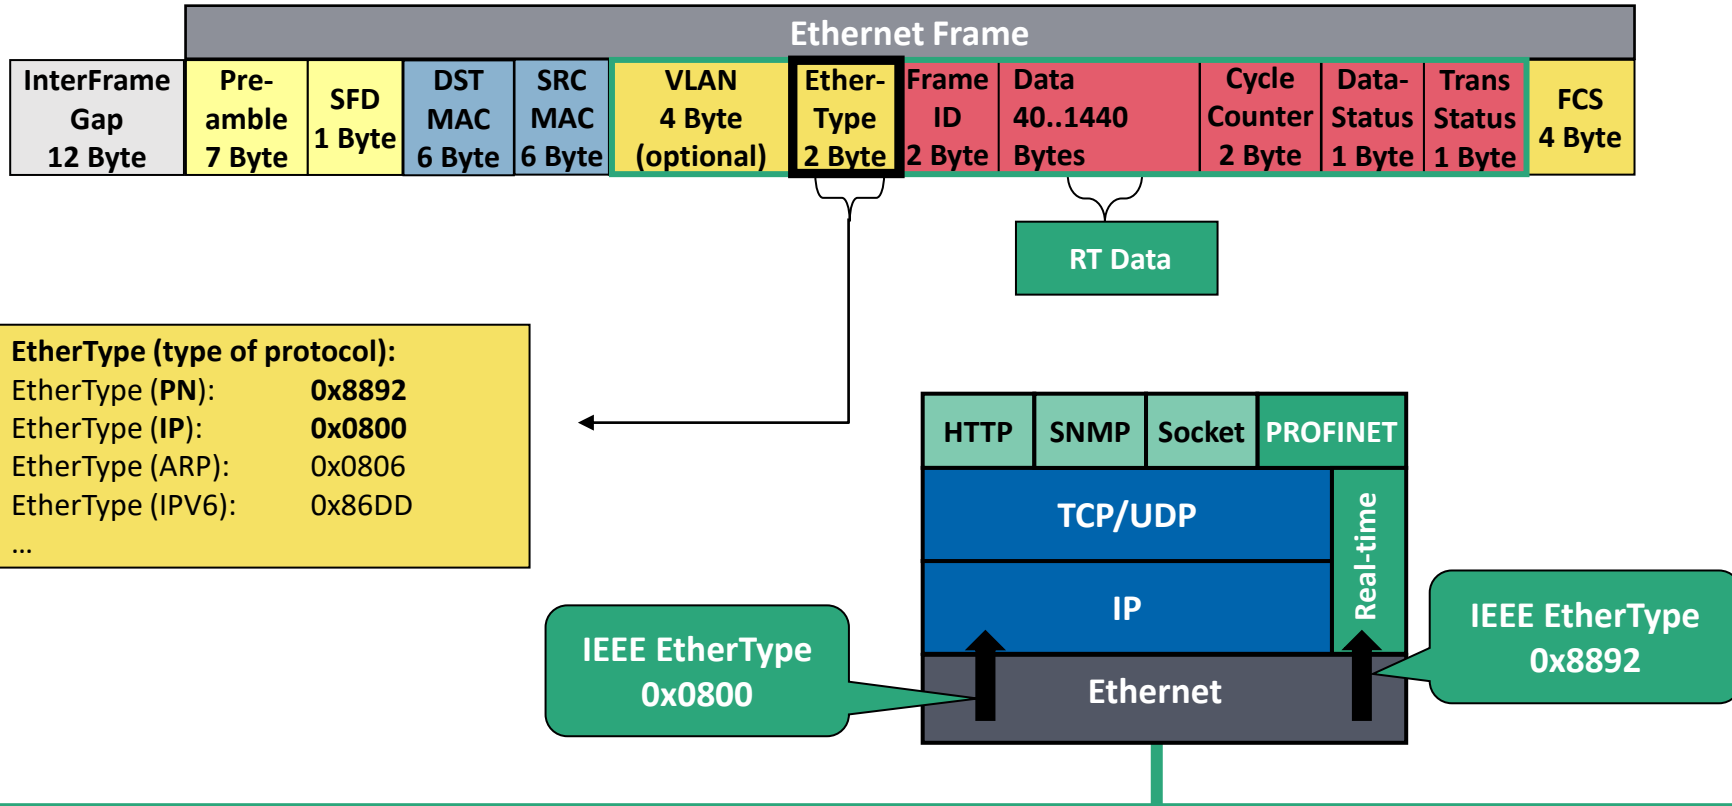 Ethernet Frame
InterFrame
Gap
12 Byte
Pre-
amble
7 Byte
SFD
1 Byte
DST
MAC
6 Byte
SRC
MAC
6 Byte
VLAN
4 Byte
(optional)
Ether-
Type
2 Byte
Frame
ID
2 Byte
Data
40..1440
Bytes
Cycle
Counter
2 Byte
Data-
Status
1 Byte
Trans
Status
1 Byte
FCS
4 Byte
RT Data
EtherType (type of protocol):
EtherType (PN): 0x8892
EtherType (IP): 0x0800
EtherType (ARP): 0x0806
EtherType (IPV6): 0x86DD
...
HTTP
SNMP
Socket
PROFINET
TCP/UDP
Real-time
IP
Ethernet
IEEE EtherType
0x0800
IEEE EtherType
0x8892